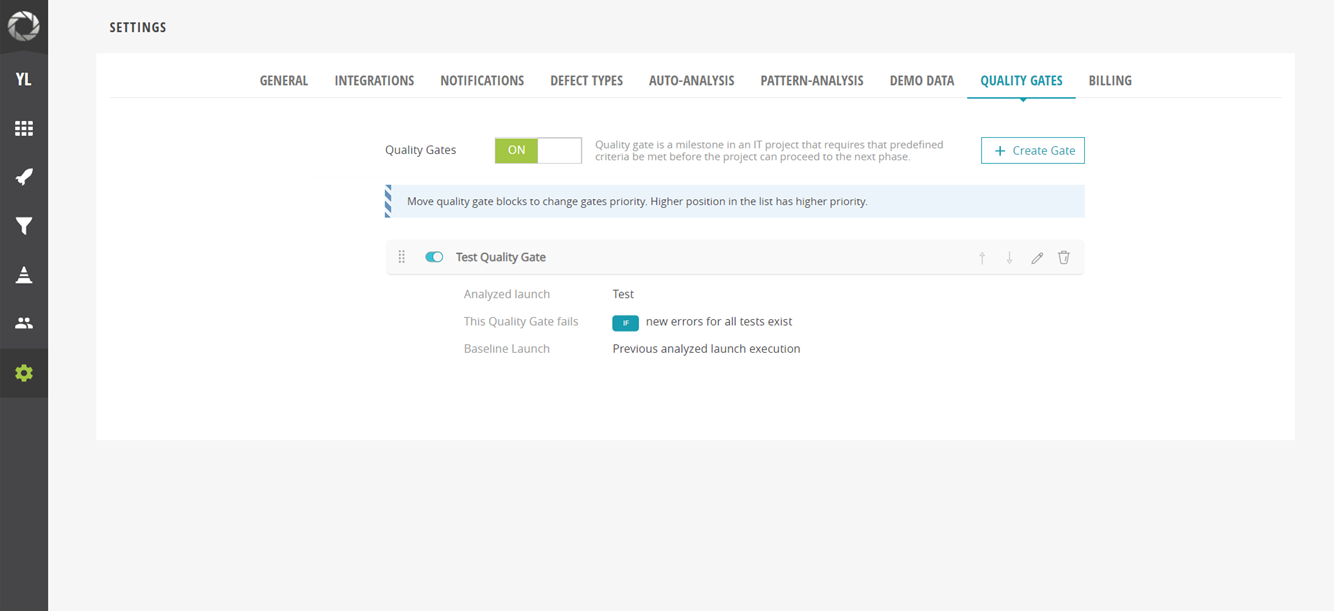 SETTINGS
YL
GENERAL INTEGRATIONS NOTIFICATIONS DEFECT TYPES AUTO-ANALYSIS PATTERN-ANALYSIS DEMO DATA QUALITY GATES BILLING
Quality Gates ON
Quality gate is a milestone in an IT project that requires that predefined
criteria be met before the project can proceed to the next phase.
+ Create Gate
Move quality gate blocks to change gates priority. Higher position in the list has higher priority.
Test Quality Gate
Analyzed launch Test
This Quality Gate fails IF new errors for all tests exist
Baseline Launch Previous analyzed launch execution